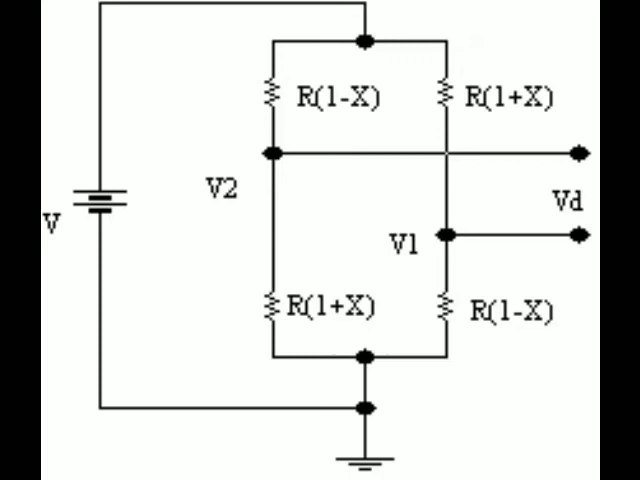 R(1-X)
R(1+X)
V2
Vd
V
V1
R(1+X)
R(1-X)